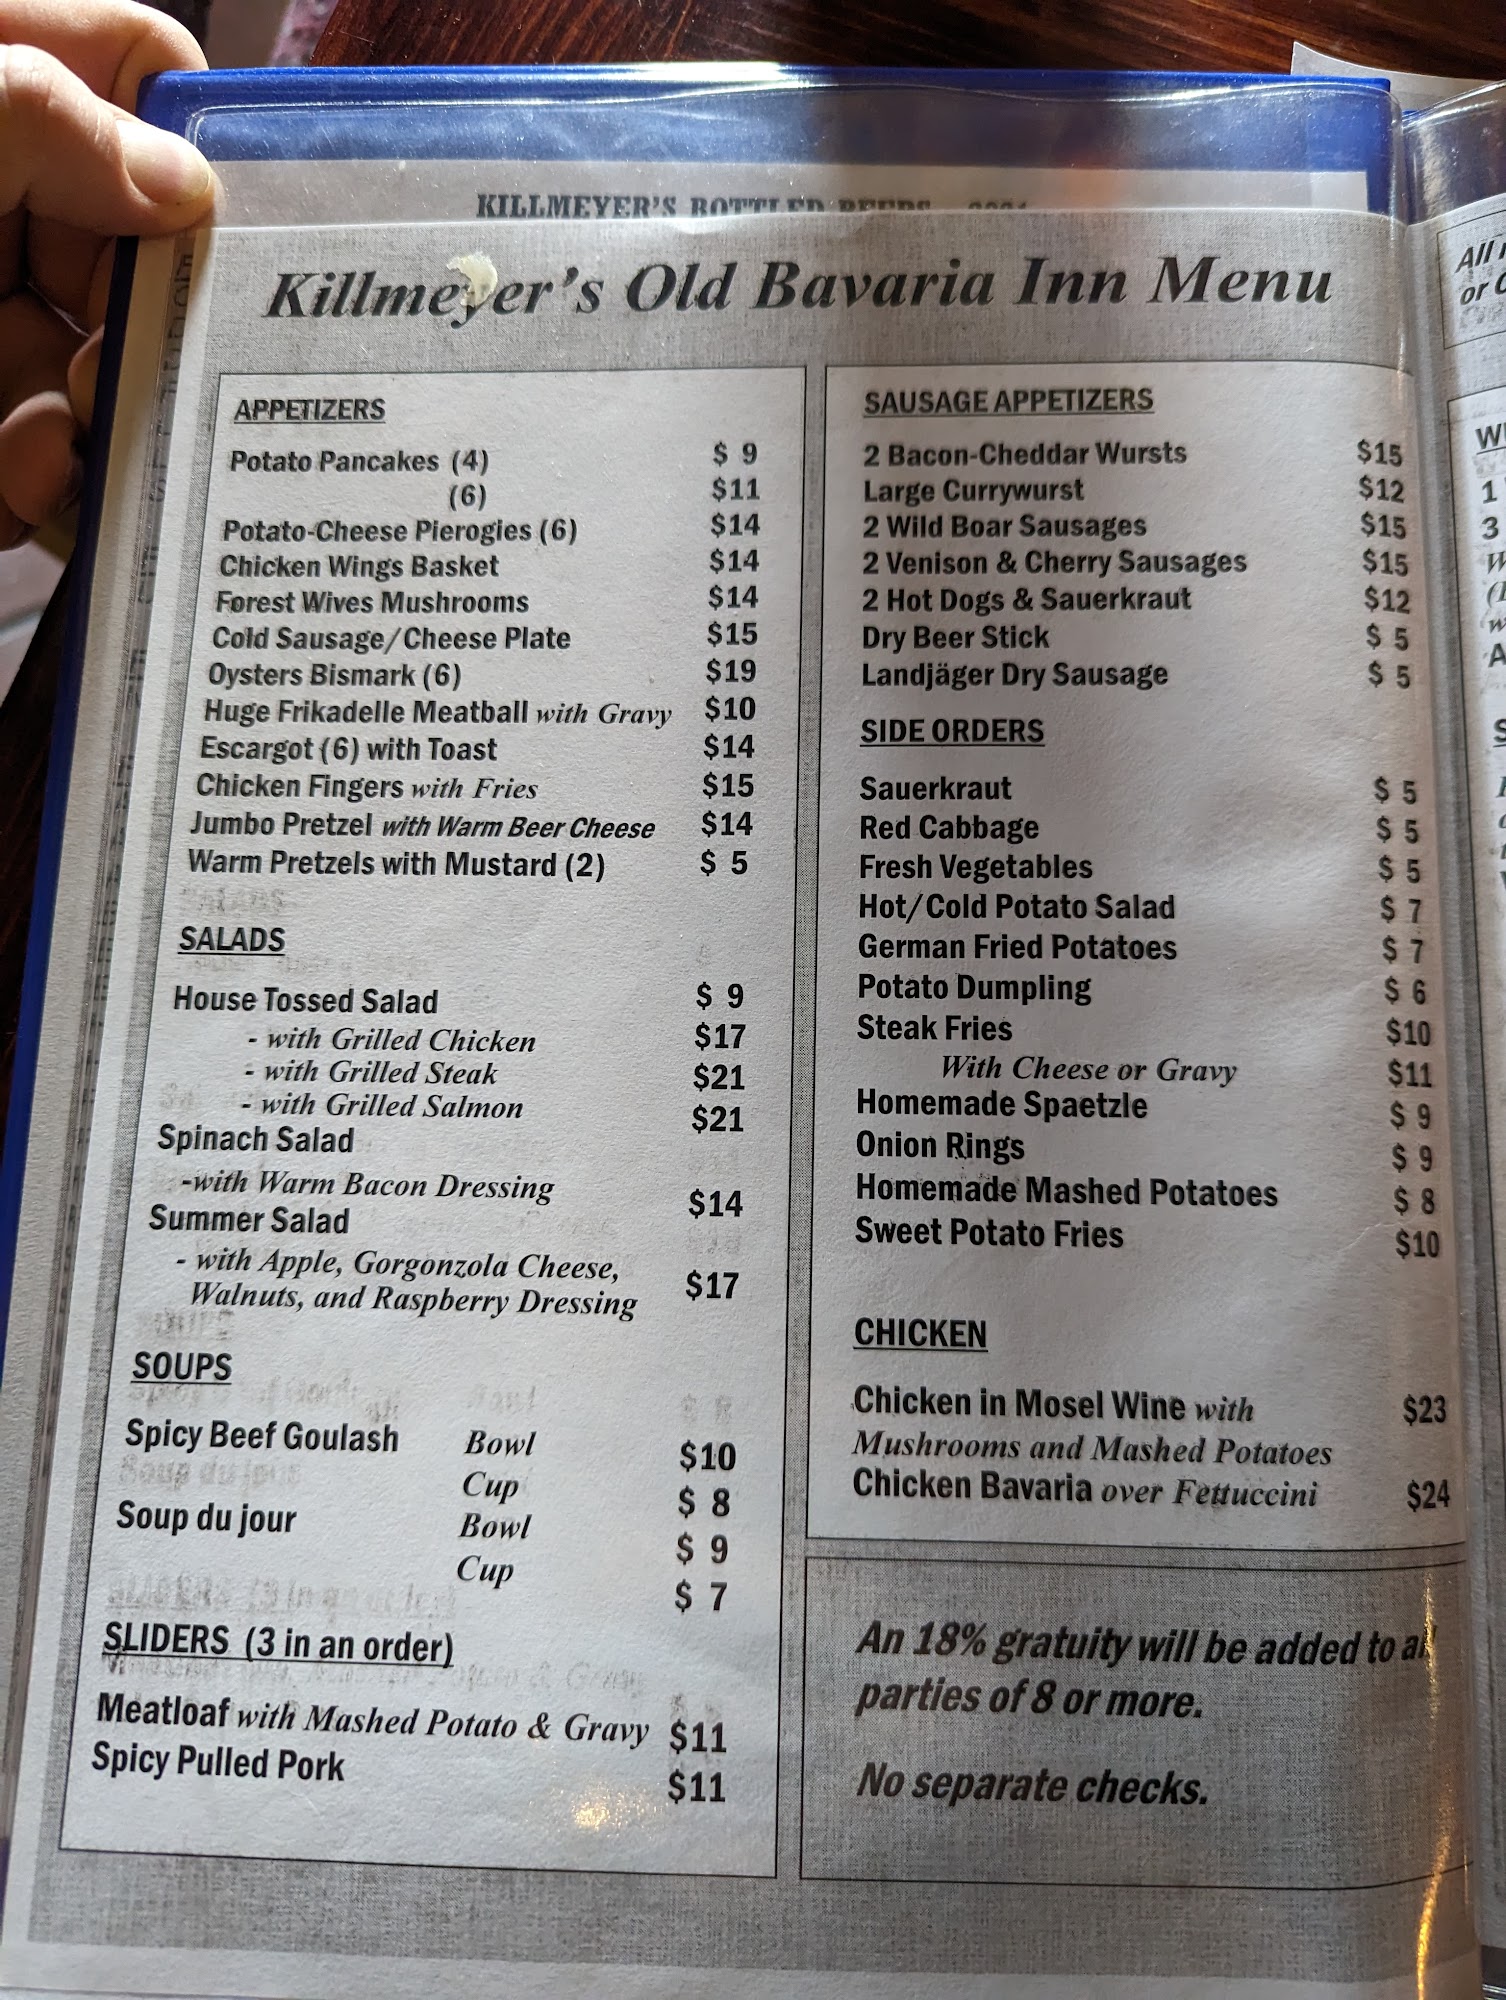 KILLMEYER'S BOTTLED BEERS
Killmeyer's Old Bavaria Inn Menu
APPETIZERS
Potato Pancakes (4) $ 9
(6) $11
Potato-Cheese Pierogies (6) $14
Chicken Wings Basket $14
Forest Wives Mushrooms $14
Cold Sausage/Cheese Plate $15
Oysters Bismark (6) $19
Huge Frikadelle Meatball with Gravy $10
Escargot (6) with Toast $14
Chicken Fingers with Fries $15
Jumbo Pretzel with Warm Beer Cheese $14
Warm Pretzels with Mustard (2) $ 5
SALADS
House Tossed Salad $ 9
- with Grilled Chicken $17
- with Grilled Steak $21
- with Grilled Salmon $21
Spinach Salad
-with Warm Bacon Dressing $14
Summer Salad
- with Apple, Gorgonzola Cheese,
Walnuts, and Raspberry Dressing $17
SOUPS
Spicy Beef Goulash Bowl $10
Cup $ 8
Soup du jour Bowl $ 9
Cup $ 7
SLIDERS (3 in an order)
Meatloaf with Mashed Potato & Gravy $11
Spicy Pulled Pork $11
SAUSAGE APPETIZERS
2 Bacon-Cheddar Wursts $15
Large Currywurst $12
2 Wild Boar Sausages $15
2 Venison & Cherry Sausages $15
2 Hot Dogs & Sauerkraut $12
Dry Beer Stick $ 5
Landjäger Dry Sausage $ 5
SIDE ORDERS
Sauerkraut $ 5
Red Cabbage $ 5
Fresh Vegetables $ 5
Hot/Cold Potato Salad $ 7
German Fried Potatoes $ 7
Potato Dumpling $ 6
Steak Fries $10
With Cheese or Gravy $11
Homemade Spaetzle $ 9
Onion Rings $ 9
Homemade Mashed Potatoes $ 8
Sweet Potato Fries $10
CHICKEN
Chicken in Mosel Wine with $23
Mushrooms and Mashed Potatoes
Chicken Bavaria over Fettuccini $24
An 18% gratuity will be added to all
parties of 8 or more.
No separate checks.
All
or
1
3